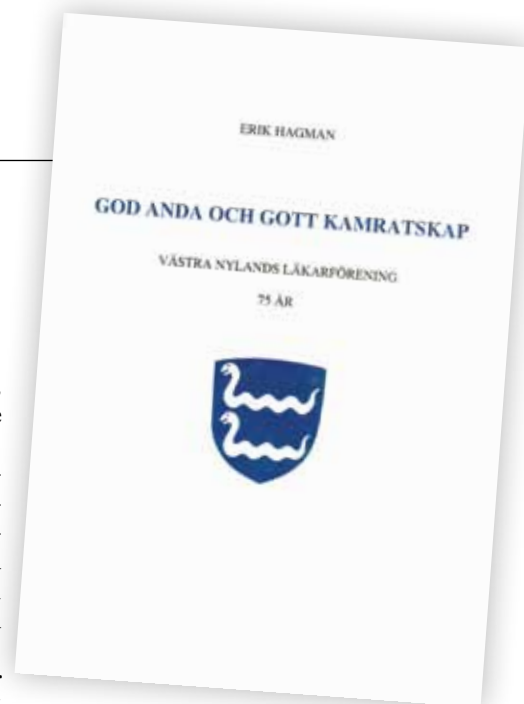 ERIK HAGMAN
GOD ANDA OCH GOTT KAMRATSKAP
VÄSTRA NYLANDS LÄKARFÖRENING
75 ÅR